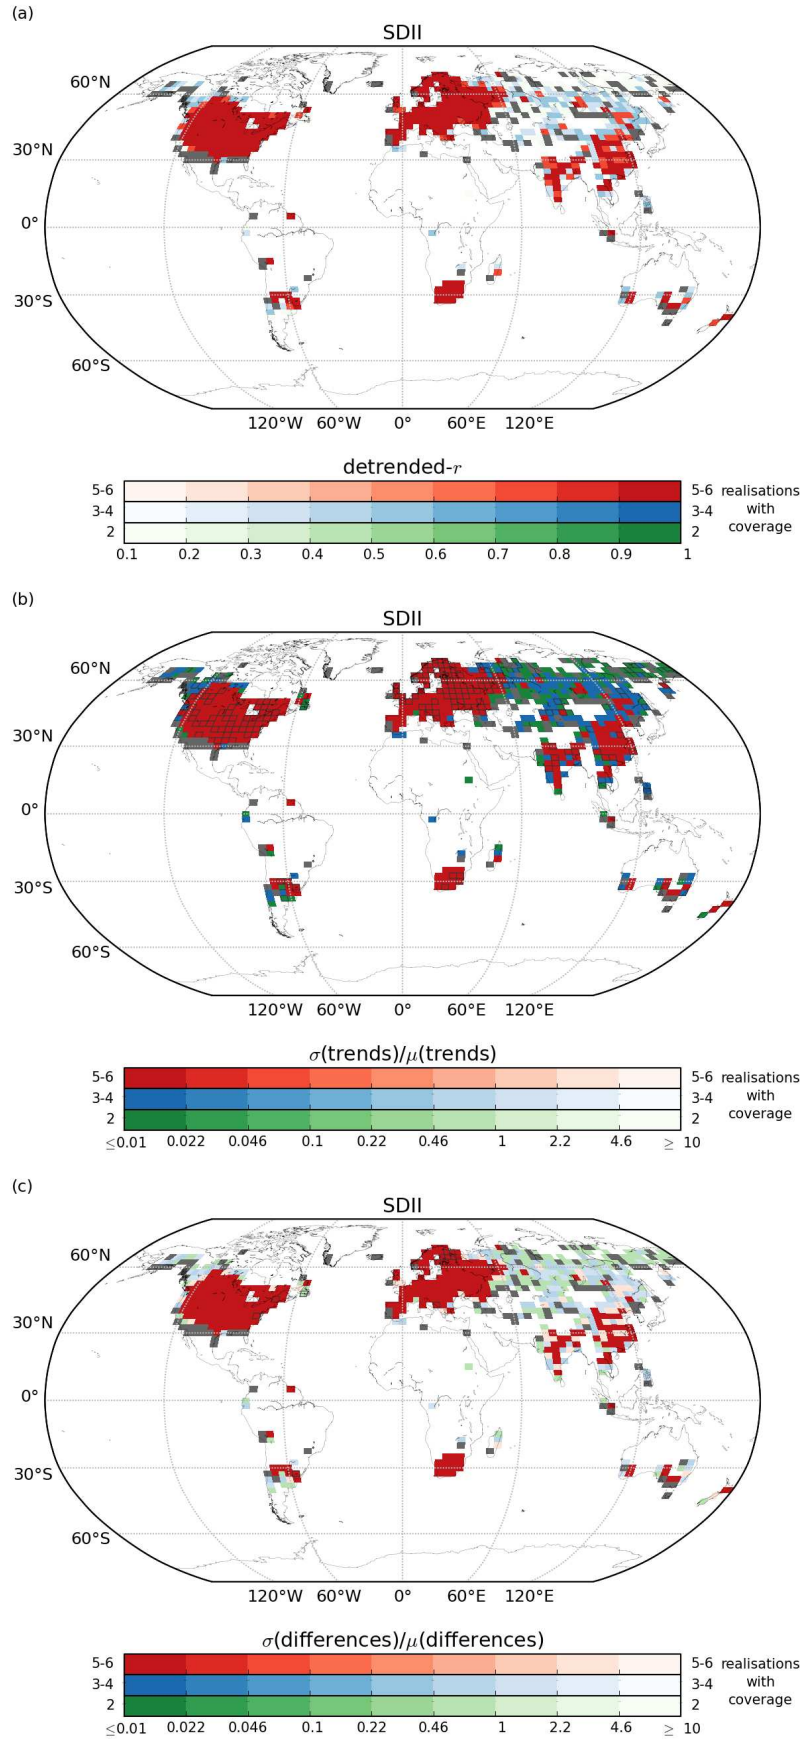 (a)
SDII
60°N
30°N
0°
30°S
60°S
120°W 60°W 0° 60°E 120°E
detrended-r
5-6 5-6 realisations
3-4 3-4 with
2 2 coverage
0.1 0.2 0.3 0.4 0.5 0.6 0.7 0.8 0.9 1
(b)
SDII
60°N
30°N
0°
30°S
60°S
120°W 60°W 0° 60°E 120°E
σ(trends)/μ(trends)
5-6 5-6 realisations
3-4 3-4 with
2 2 coverage
≤0.01 0.022 0.046 0.1 0.22 0.46 1 2.2 4.6 ≥ 10
(c)
SDII
60°N
30°N
0°
30°S
60°S
120°W 60°W 0° 60°E 120°E
σ(differences)/μ(differences)
5-6 5-6 realisations
3-4 3-4 with
2 2 coverage
≤0.01 0.022 0.046 0.1 0.22 0.46 1 2.2 4.6 ≥ 10